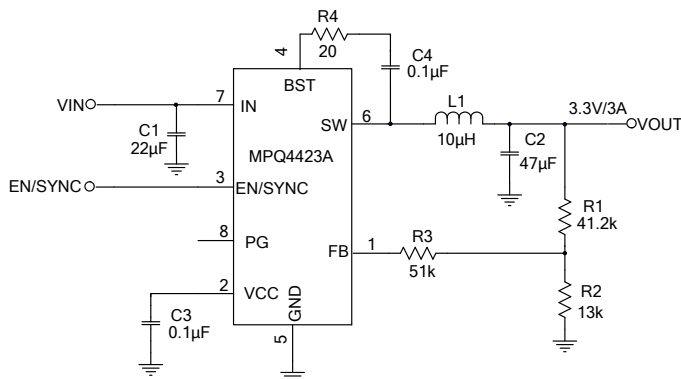 R4
20
4
BST
C4
0.1µF
VIN
7
IN
C1
22µF
SW
6
L1
10µH
3.3V/3A
VOUT
C2
47µF
MPQ4423A
EN/SYNC
3
EN/SYNC
R1
41.2k
8
PG
FB
1
R3
51k
2
VCC
R2
13k
C3
0.1µF
GND
5